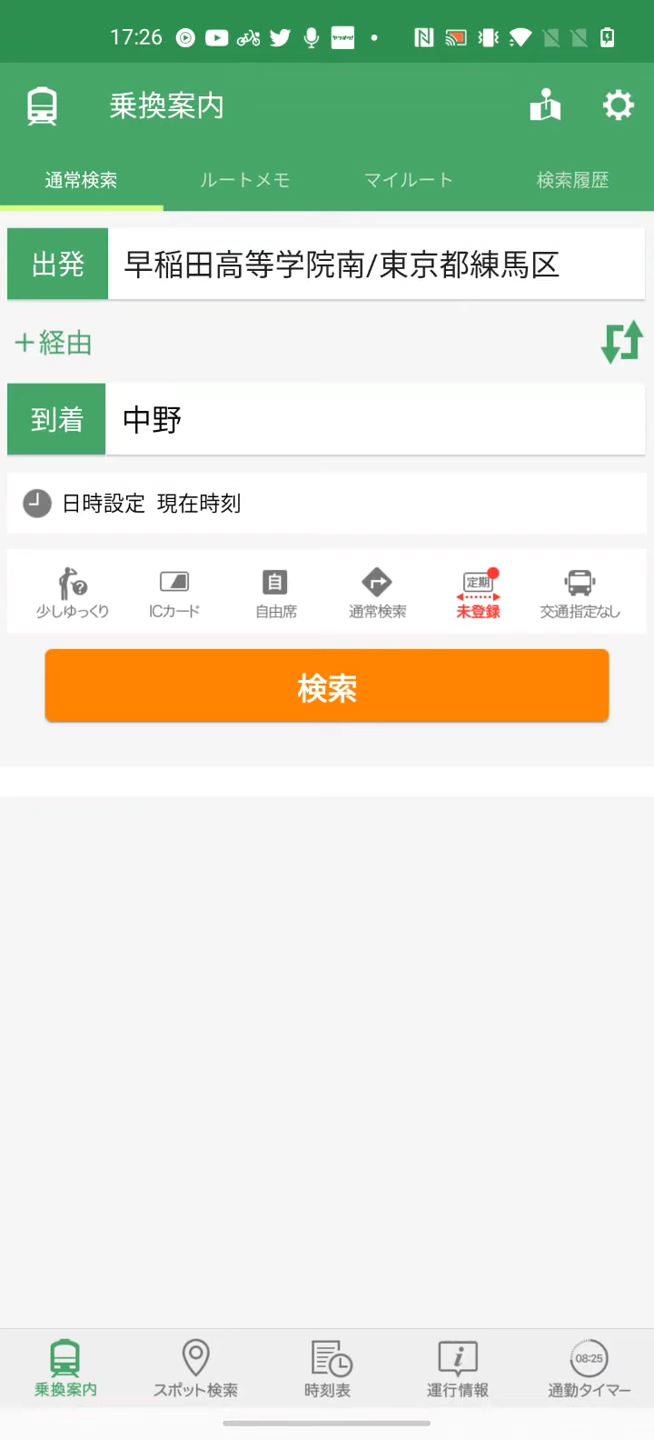 17:26
乗換案内
通常検索 ルートメモ マイルート 検索履歴
出発 早稲田高等学院南/東京都練馬区
+経由
到着 中野
日時設定 現在時刻
自 定期
少しゆっくり ICカード 自由席 通常検索 未登録 交通指定なし
検索
08:25
乗換案内 スポット検索 時刻表 運行情報 通勤タイマー